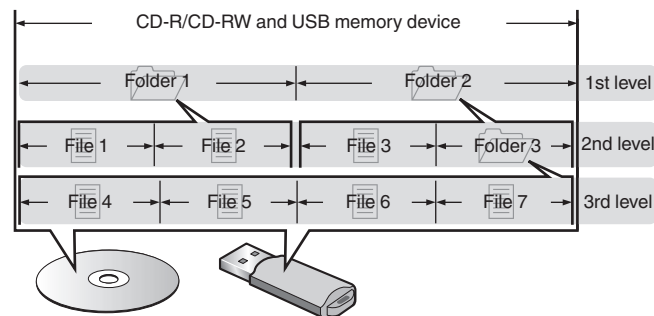 CD-R/CD-RW and USB memory device
Folder 1 Folder 2 1st level
File 1 File 2 File 3 Folder 3 2nd level
File 4 File 5 File 6 File 7 3rd level